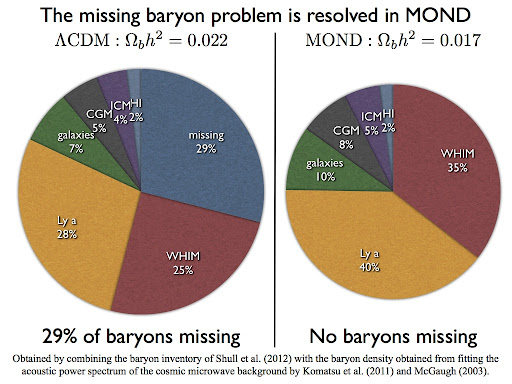 The missing baryon problem is resolved in MOND
ΛCDM : Ω_b h² = 0.022
MOND : Ω_b h² = 0.017
HI
2%
ICM
4%
CGM
5%
galaxies
7%
missing
29%
Ly a
28%
WHIM
25%
HI
2%
ICM
5%
CGM
8%
galaxies
10%
WHIM
35%
Ly a
40%
29% of baryons missing
No baryons missing
Obtained by combining the baryon inventory of Shull et al. (2012) with the baryon density obtained from fitting the
acoustic power spectrum of the cosmic microwave background by Komatsu et al. (2011) and McGaugh (2003).